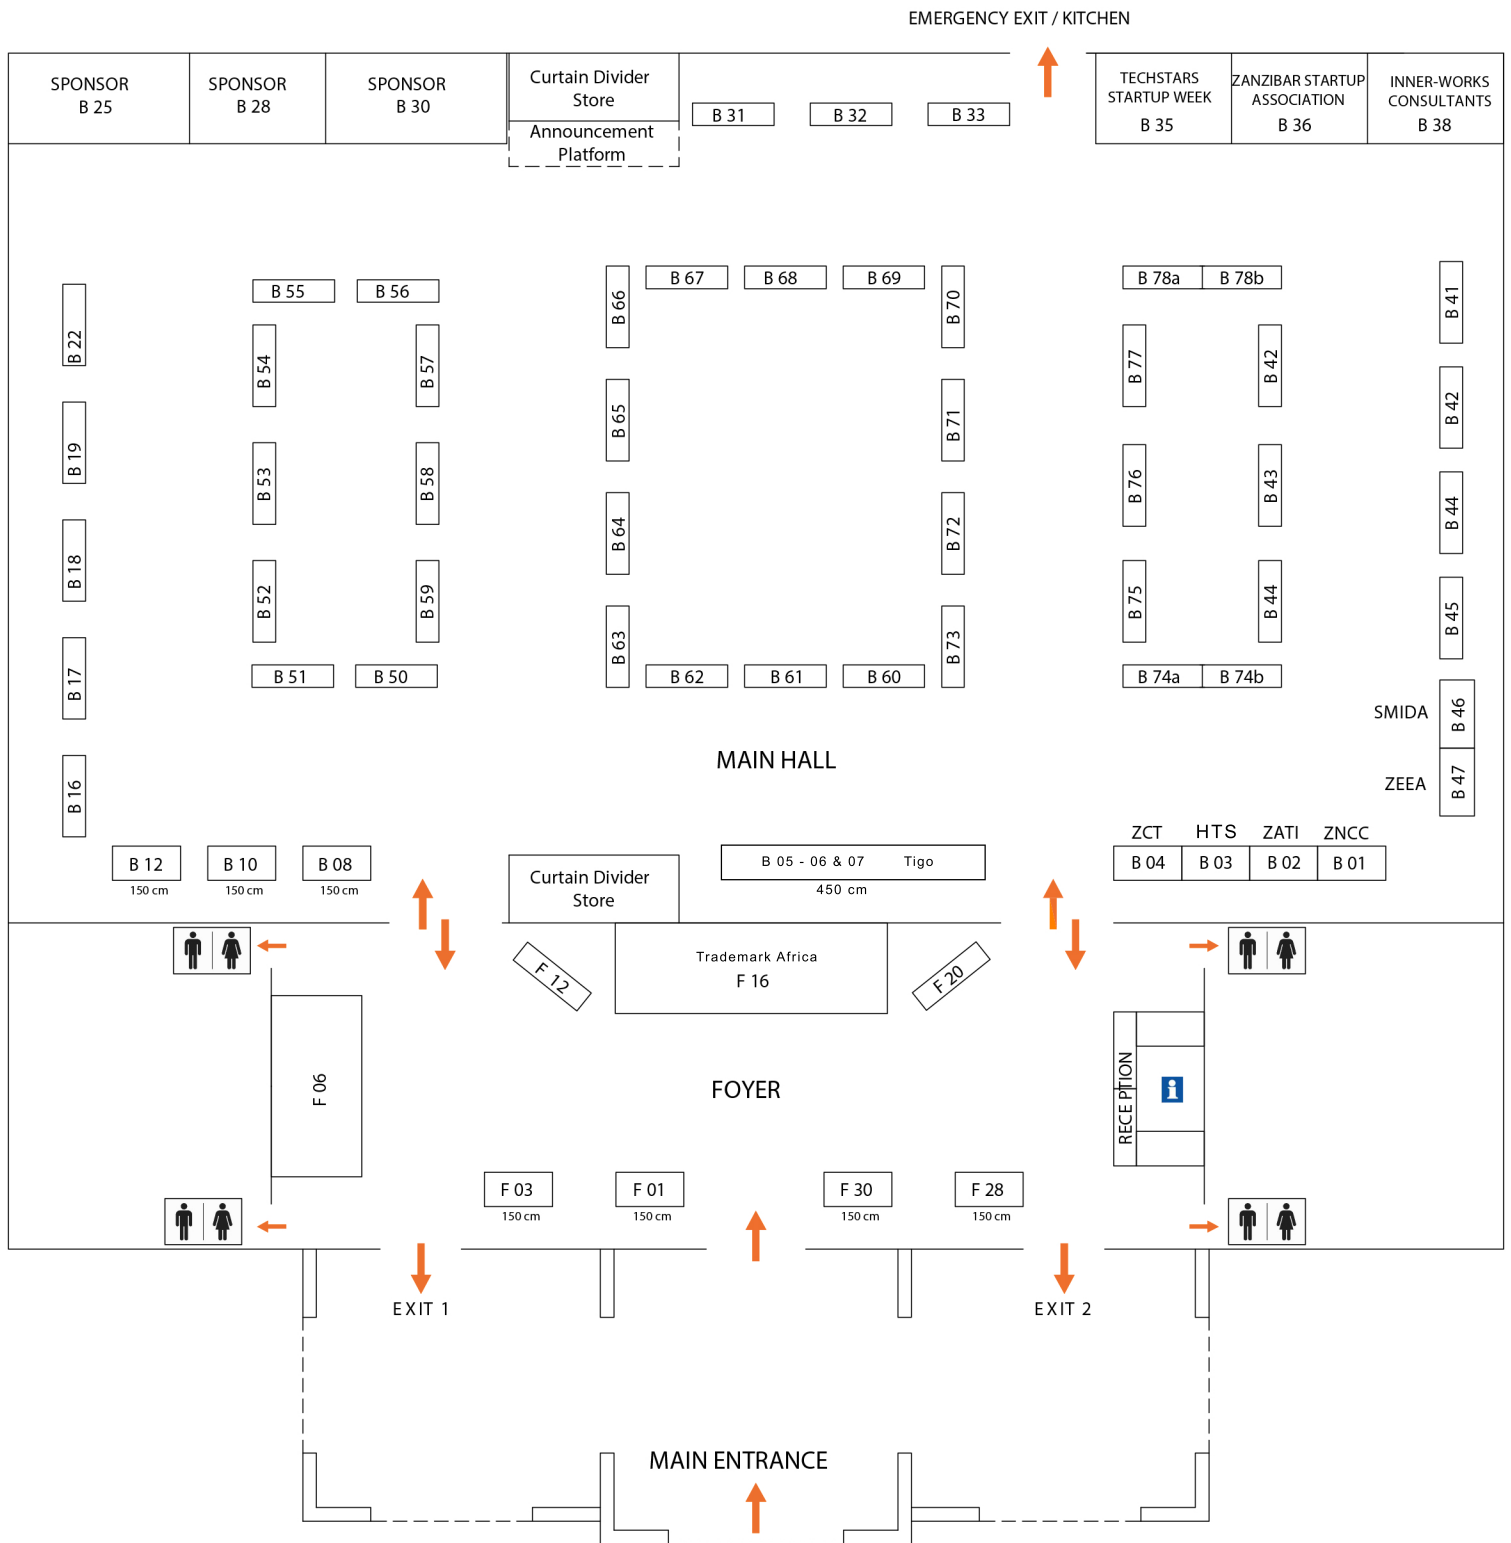 EMERGENCY EXIT / KITCHEN
SPONSOR
B 25
SPONSOR
B 28
SPONSOR
B 30
Curtain Divider
Store
Announcement
Platform
B 31
B 32
B 33
TECHSTARS
STARTUP WEEK
B 35
ZANZIBAR STARTUP
ASSOCIATION
B 36
INNER-WORKS
CONSULTANTS
B 38
B 22
B 19
B 18
B 17
B 16
B 55
B 56
B 54
B 57
B 53
B 58
B 52
B 59
B 51
B 50
B 66
B 67
B 68
B 69
B 70
B 65
B 71
B 64
B 72
B 63
B 73
B 62
B 61
B 60
B 78a
B 78b
B 77
B 42
B 76
B 43
B 75
B 44
B 74a
B 74b
B 41
B 42
B 44
B 45
SMIDA
B 46
ZEEA
B 47
MAIN HALL
B 12
150 cm
B 10
150 cm
B 08
150 cm
Curtain Divider
Store
B 05 - 06 & 07 Tigo
450 cm
ZCT
HTS
ZATI
ZNCC
B 04
B 03
B 02
B 01
F 12
Trademark Africa
F 16
F 20
F 06
FOYER
RECE PTION
i
F 03
150 cm
F 01
150 cm
F 30
150 cm
F 28
150 cm
EXIT 1
EXIT 2
MAIN ENTRANCE